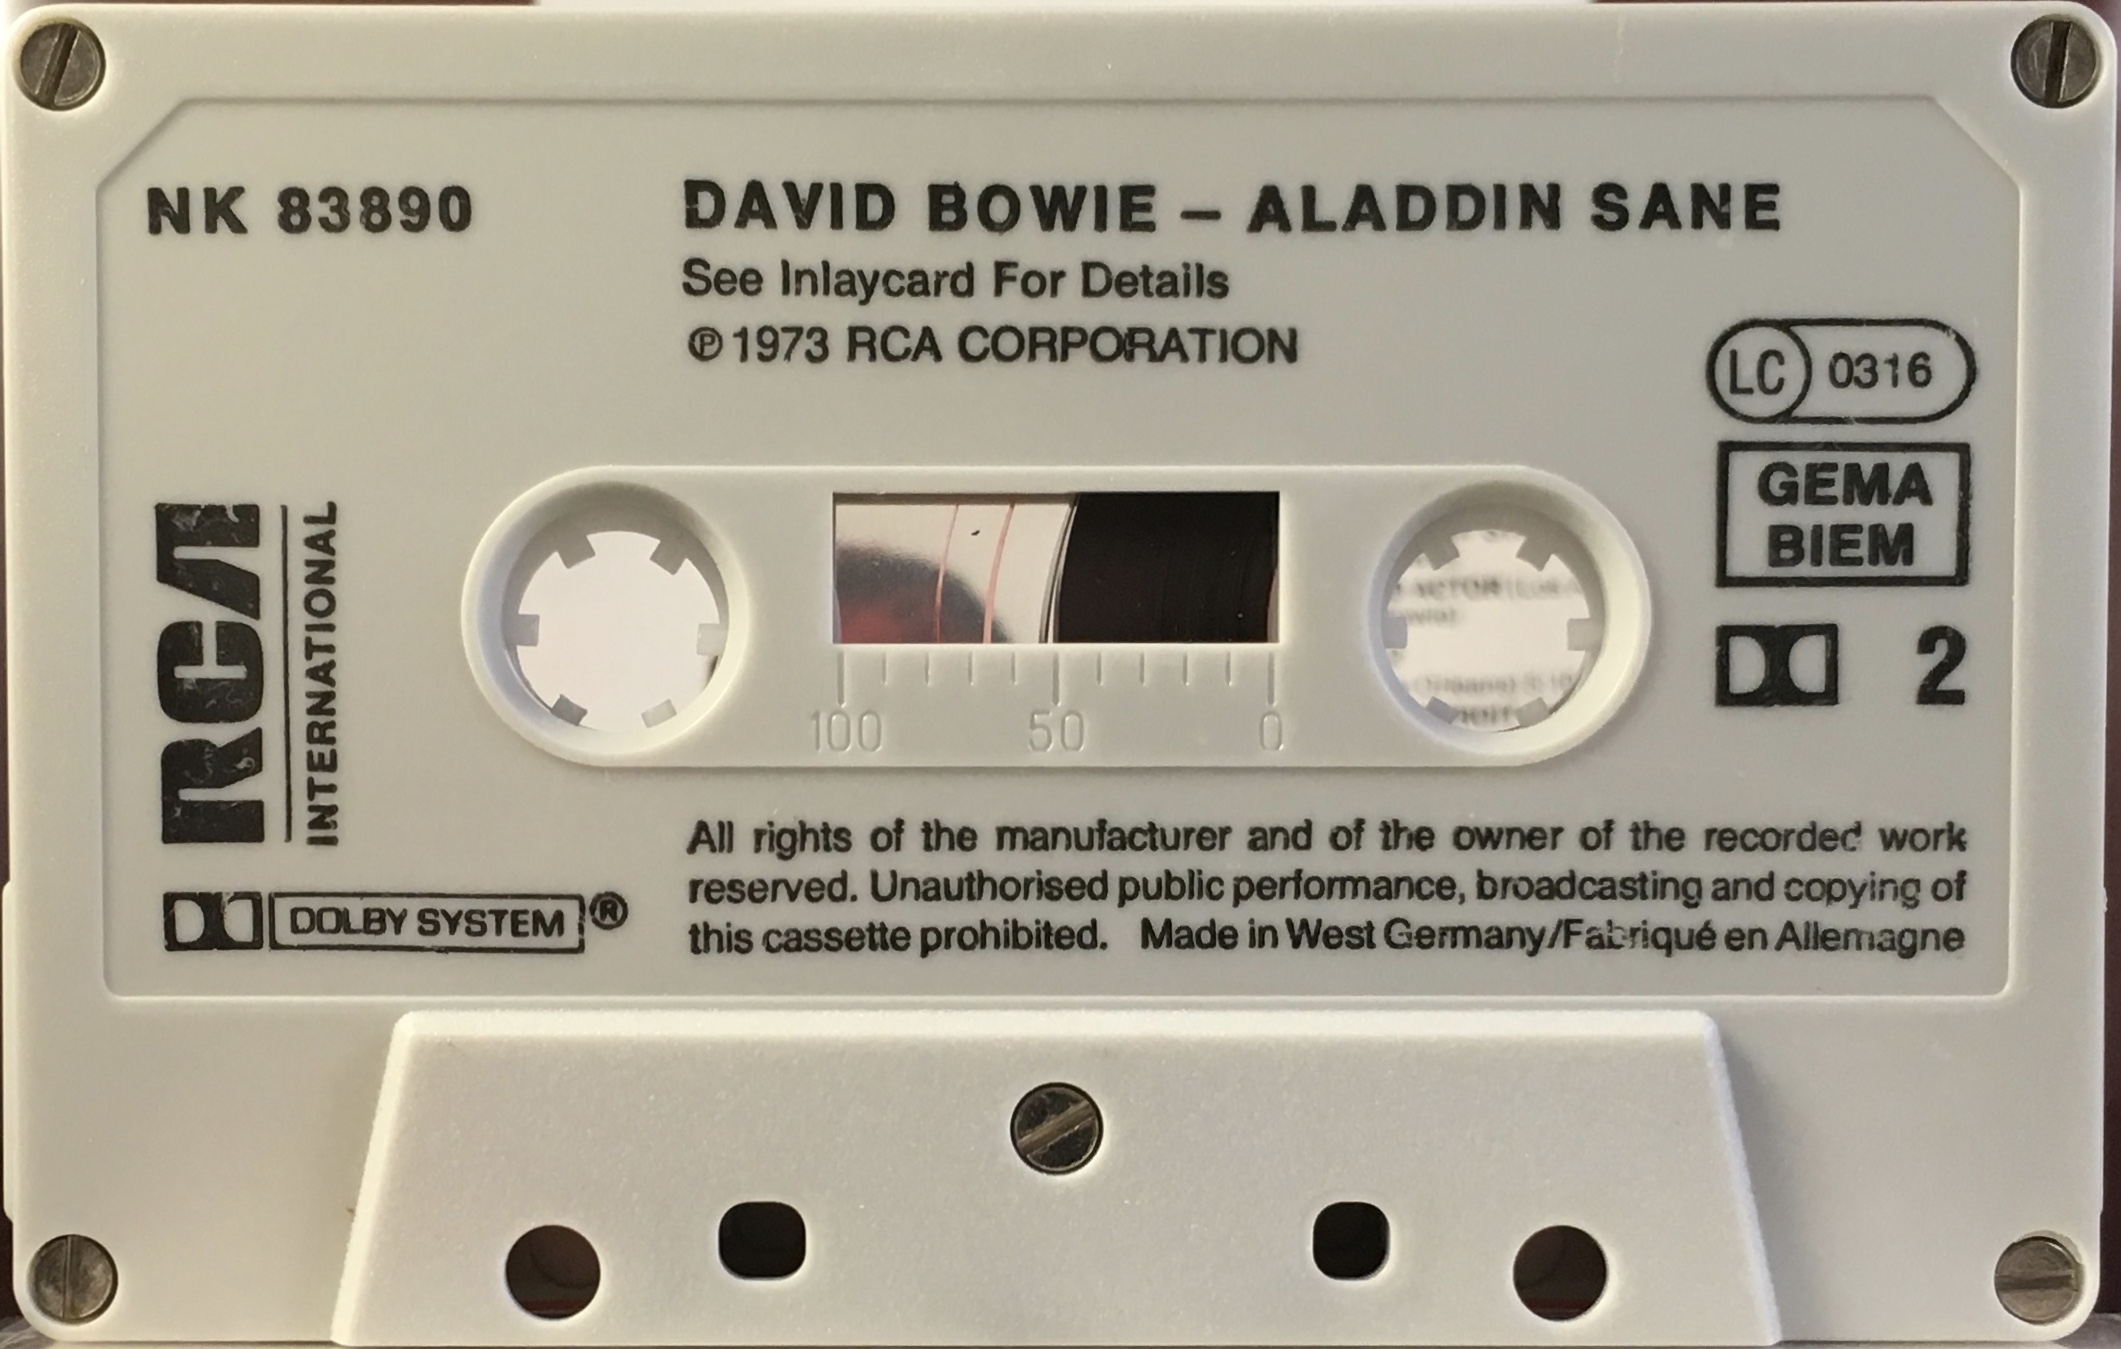 NK 83890
DAVID BOWIE – ALADDIN SANE
See Inlaycard For Details
℗ 1973 RCA CORPORATION
LC 0316
GEMA
BIEM
2
RCA
INTERNATIONAL
100 50 0
DOLBY SYSTEM®
All rights of the manufacturer and of the owner of the recorded work
reserved. Unauthorised public performance, broadcasting and copying of
this cassette prohibited. Made in West Germany/Fabriqué en Allemagne